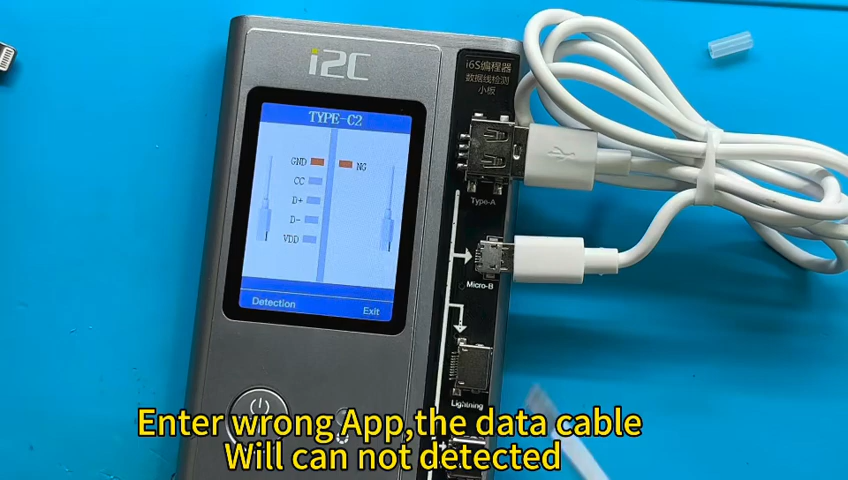 i2C
i6S编程器
数据线检测
小板
TYPE-C2
GND
NG
CC
D+
D-
VDD
Detection
Exit
Type-A
Micro-B
Lightning
Enter wrong App,the data cable
Will can not detected